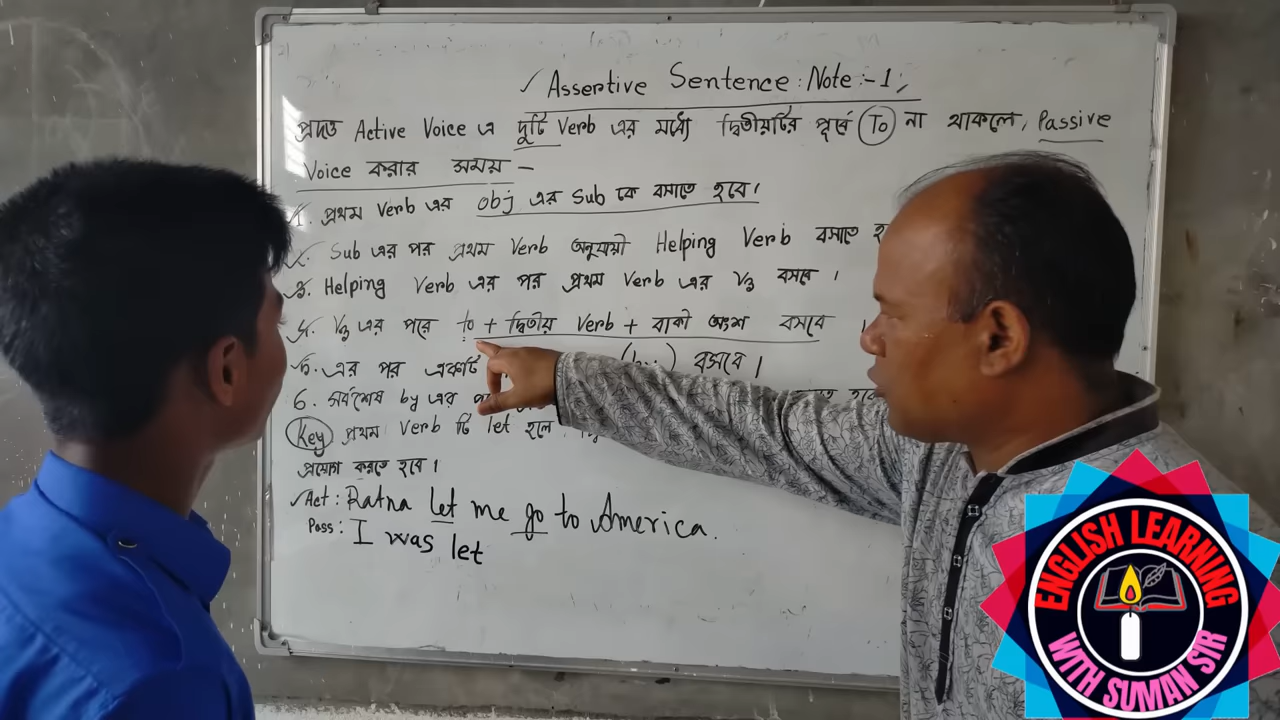 Assertive Sentence: Note:-1,
প্রদত্ত Active Voice এ দুটি Verb এর মধ্যে দ্বিতীয়টির পূর্বে To না থাকলে, Passive
Voice করার সময় -
1. প্রথম Verb এর obj এর Sub কে বসাতে হবে।
২. Sub এর পর প্রথম Verb অনুযায়ী Helping Verb বসাতে
৩. Helping Verb এর পর প্রথম Verb এর V3 বসবে ।
৪. V3 এর পরে to + দ্বিতীয় Verb + বাকী অংশ বসবে ।
৫. এর পর একটি বসবে ।
6. সর্বশেষ by এর
Key প্রথম Verb টি let হলে
প্রয়োগ করতে হবে ।
Act: Ratna let me go to America.
Pass: I was let
ENGLISH LEARNING
WITH SUMAN SIR